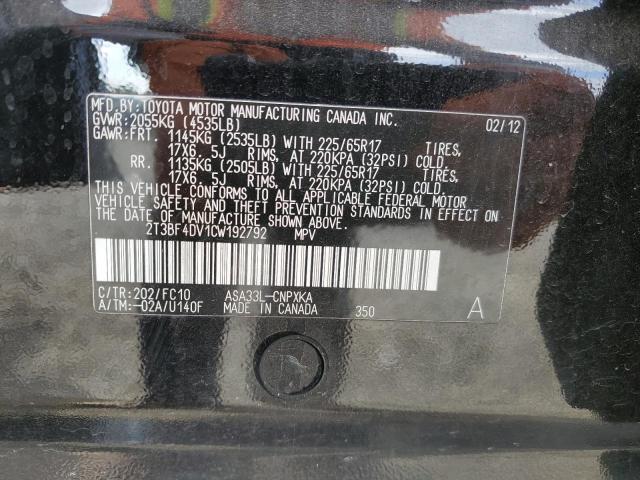 MFD.BY:TOYOTA MOTOR MANUFACTURING CANADA INC.
GVWR:2055KG (4535LB) 02/12
GAWR:FRT. 1145KG (2535LB) WITH 225/65R17 TIRES,
17X6.5J RIMS, AT 220KPA (32PSI) COLD.
RR. 1135KG (2505LB) WITH 225/65R17 TIRES,
17X6.5J RIMS, AT 220KPA (32PSI) COLD.
THIS VEHICLE CONFORMS TO ALL APPLICABLE FEDERAL MOTOR
VEHICLE SAFETY AND THEFT PREVENTION STANDARDS IN EFFECT ON
THE DATE OF MANUFACTURE SHOWN ABOVE.
2T3BF4DV1CW192792 MPV
C/TR:202/FC10 ASA33L-CNPXKA
A/TM:-02A/U140F MADE IN CANADA 350 A